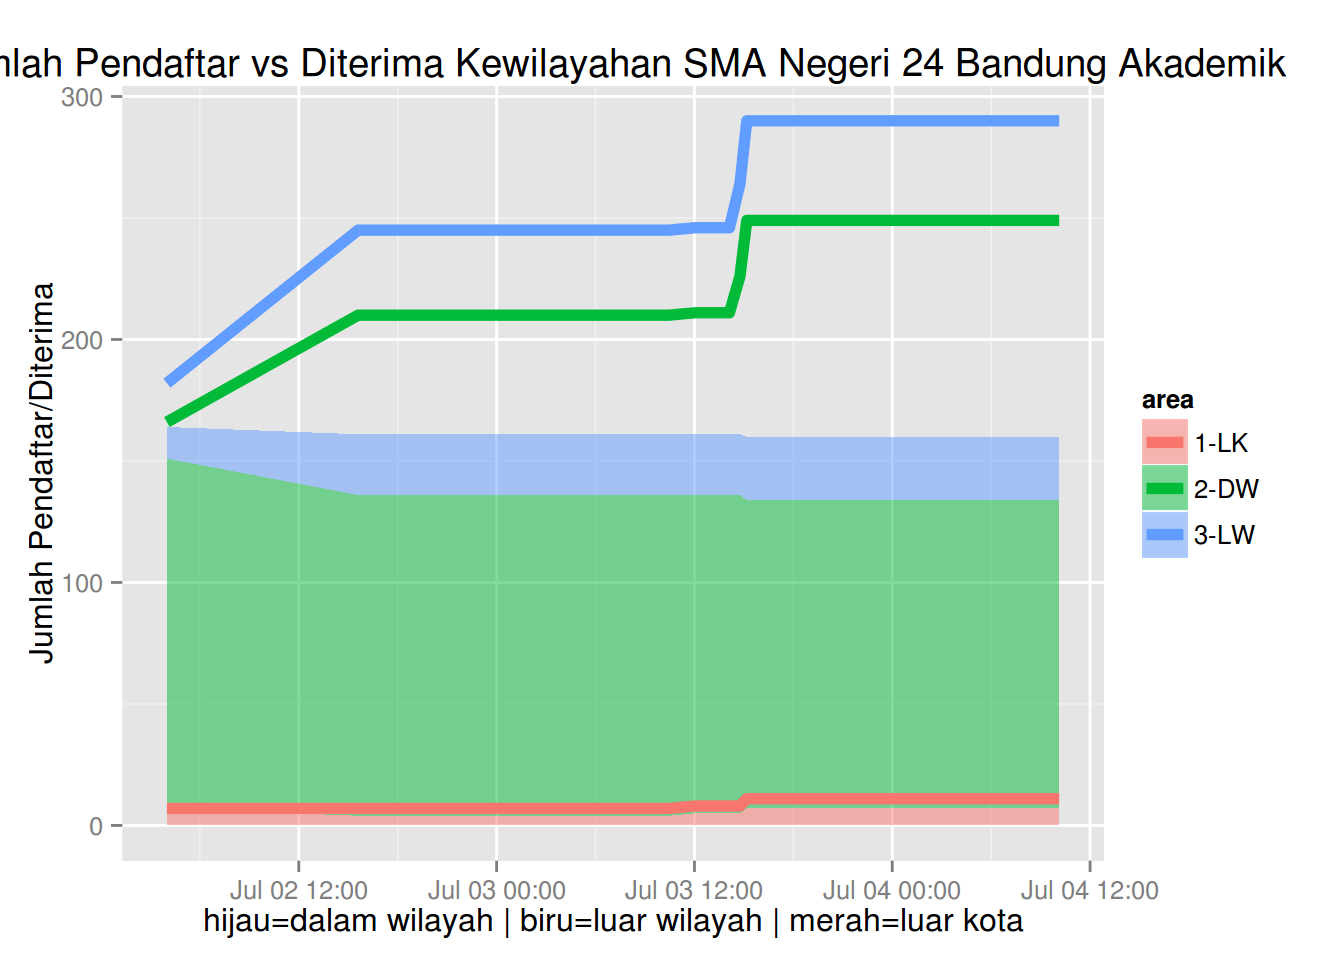 Pendaftar vs Diterima Kewilayahan SMA Negeri 24 Bandung Akademik
Jumlah Pendaftar/Diterima
300
200
100
0
area
1-LK
2-DW
3-LW
Jul 02 12:00
Jul 03 00:00
Jul 03 12:00
Jul 04 00:00
Jul 04 12:00
hijau=dalam wilayah | biru=luar wilayah | merah=luar kota